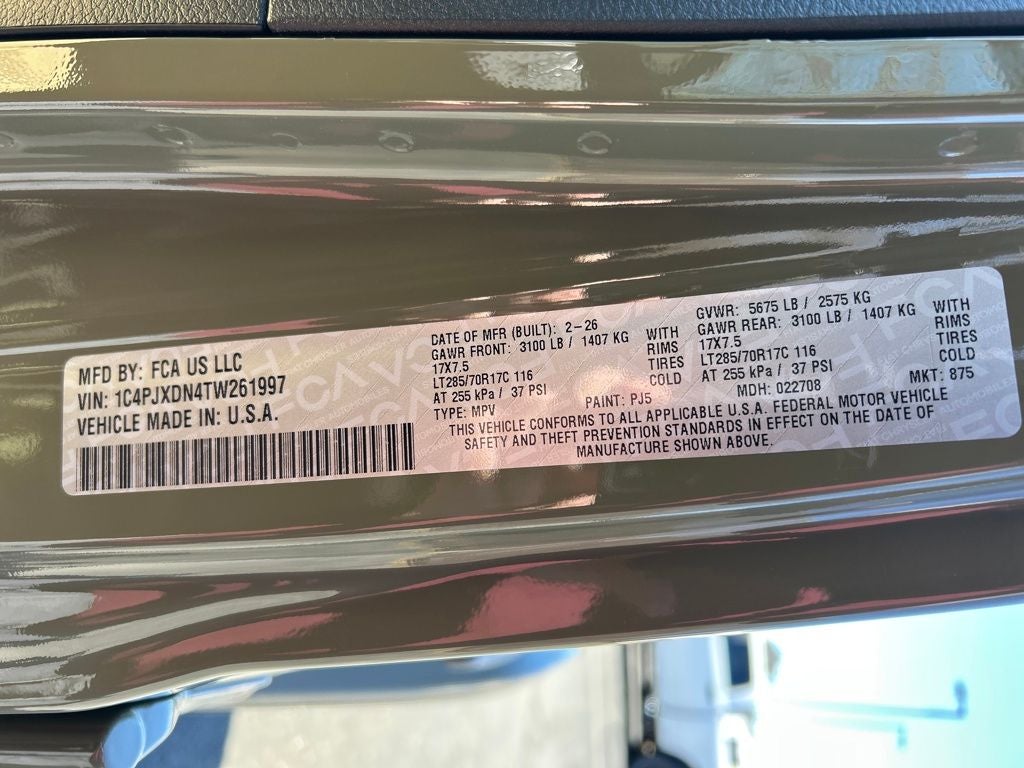 MFD BY: FCA US LLC
VIN: 1C4PJXDN4TW261997
VEHICLE MADE IN: U.S.A.
DATE OF MFR (BUILT): 2-26
GAWR FRONT: 3100 LB / 1407 KG WITH
17X7.5 RIMS
LT285/70R17C 116 TIRES
AT 255 kPa / 37 PSI COLD
GVWR: 5675 LB / 2575 KG
GAWR REAR: 3100 LB / 1407 KG WITH
17X7.5 RIMS
LT285/70R17C 116 TIRES
AT 255 kPa / 37 PSI COLD
TYPE: MPV PAINT: PJ5 MDH: 022708 MKT: 875
THIS VEHICLE CONFORMS TO ALL APPLICABLE U.S.A. FEDERAL MOTOR VEHICLE
SAFETY AND THEFT PREVENTION STANDARDS IN EFFECT ON THE DATE OF
MANUFACTURE SHOWN ABOVE.